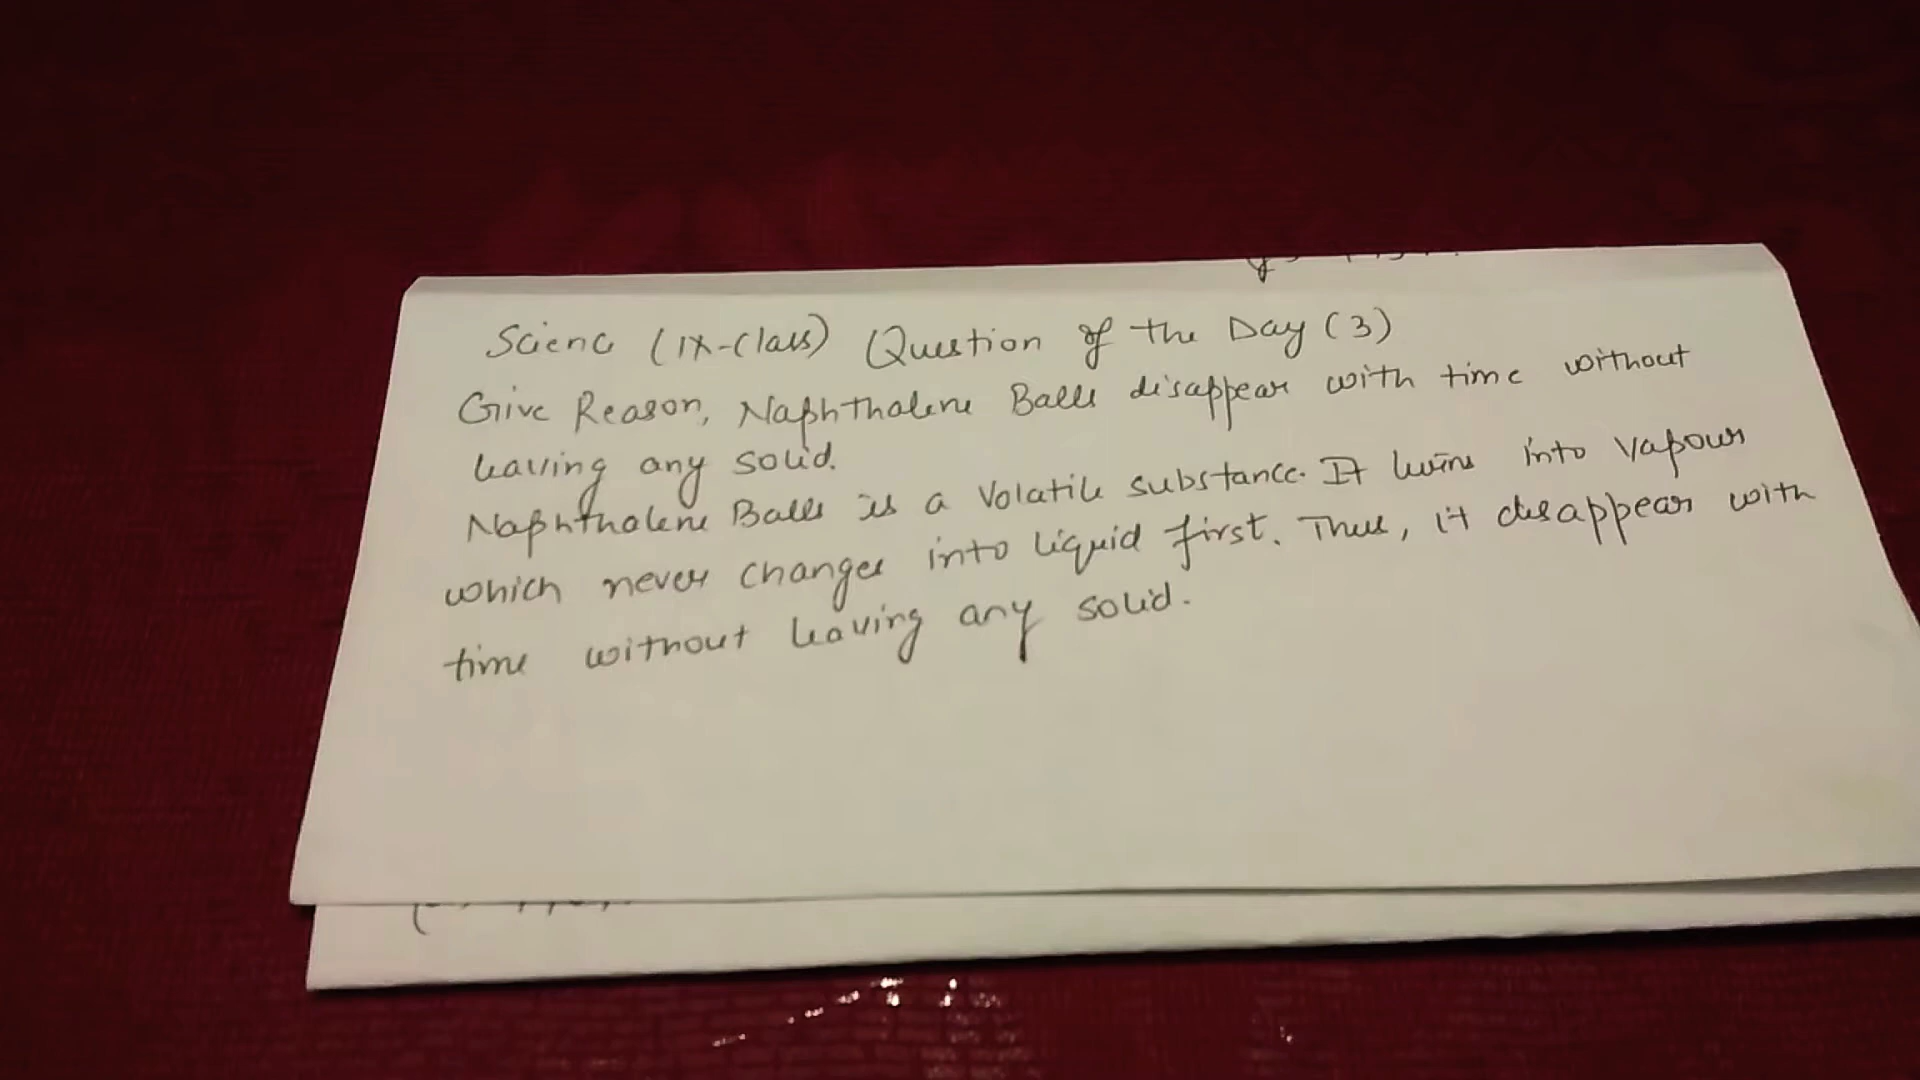 Scienc (IX-Class) Question of the Day (3)
Give Reason, Naphthalene Balls disappear with time without
leaving any solid.
Naphthalene Balls is a Volatile substance. It turns into vapour
which never changes into liquid first. Thus, it disappear with
time without leaving any solid.